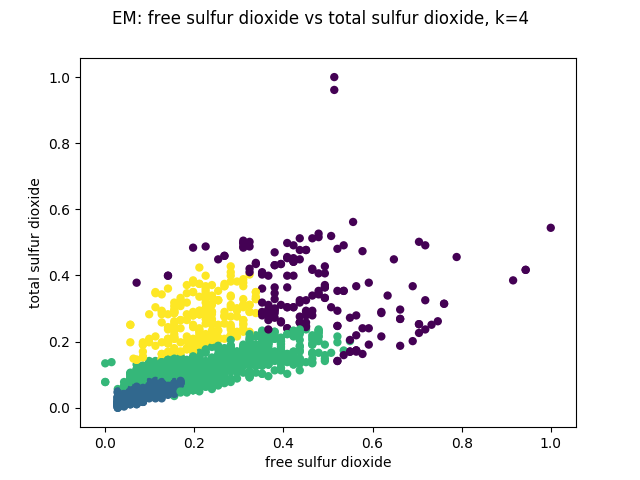 EM: free sulfur dioxide vs total sulfur dioxide, k=4
1.0
0.8
0.6
0.4
0.2
0.0
total sulfur dioxide
0.0 0.2 0.4 0.6 0.8 1.0
free sulfur dioxide